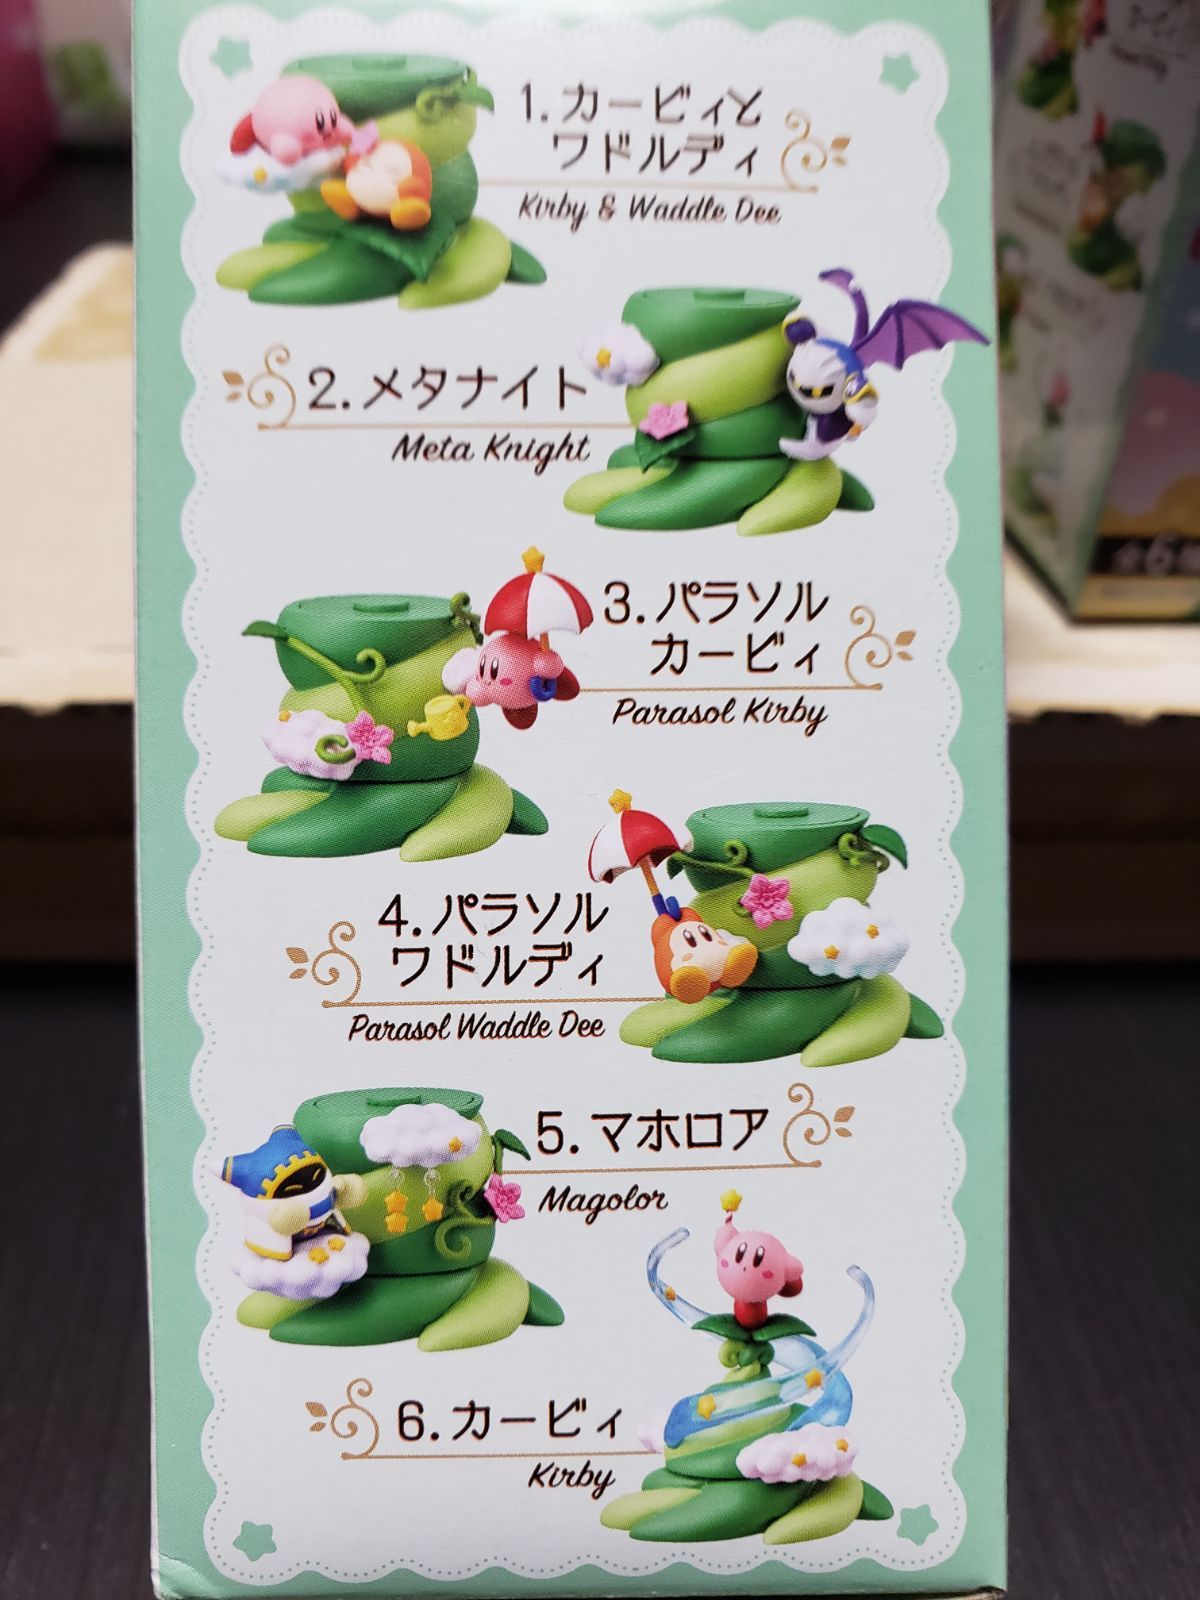 1.カービィと
ワドルディ
Kirby & Waddle Dee
2.メタナイト
Meta Knight
3.パラソル
カービィ
Parasol Kirby
4.パラソル
ワドルディ
Parasol Waddle Dee
5.マホロア
Magolor
6.カービィ
Kirby
全6種